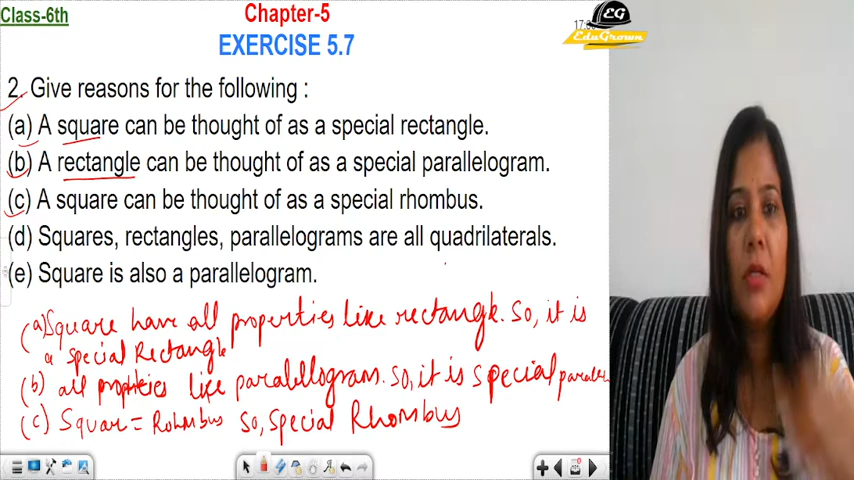 Class-6th
Chapter-5
EXERCISE 5.7
EG
EduGrown
2. Give reasons for the following :
(a) A square can be thought of as a special rectangle.
(b) A rectangle can be thought of as a special parallelogram.
(c) A square can be thought of as a special rhombus.
(d) Squares, rectangles, parallelograms are all quadrilaterals.
(e) Square is also a parallelogram.
(a) Square have all properties like rectangle. So, it is
a special Rectangle
(b) all properties like parallelogram. so, it is special
(c) Square = Rohmbus So, Special Rhombus